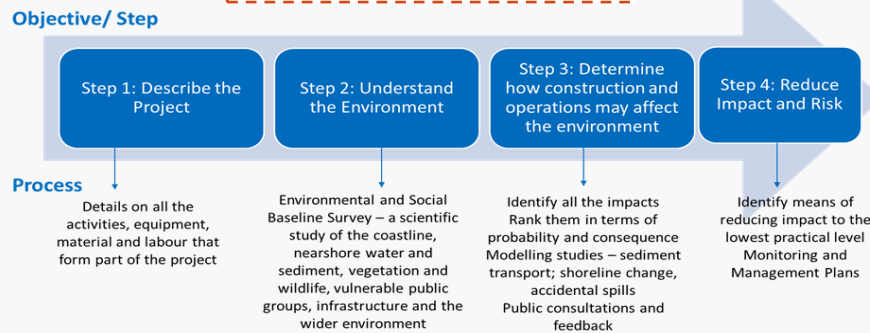 Objective/ Step
Step 1: Describe the
Project
Step 2: Understand
the Environment
Step 3: Determine
how construction and
operations may affect
the environment
Step 4: Reduce
Impact and Risk
Process
Details on all the
activities, equipment,
material and labour that
form part of the project
Environmental and Social
Baseline Survey – a scientific
study of the coastline,
nearshore water and
sediment, vegetation and
wildlife, vulnerable public
groups, infrastructure and the
wider environment
Identify all the impacts
Rank them in terms of
probability and consequence
Modelling studies – sediment
transport; shoreline change,
accidental spills
Public consultations and
feedback
Identify means of
reducing impact to the
lowest practical level
Monitoring and
Management Plans